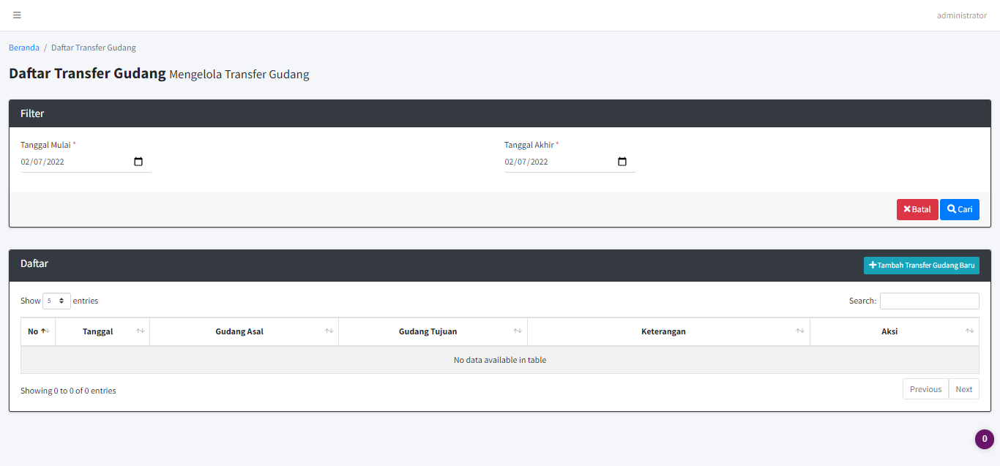 administrator
Beranda / Daftar Transfer Gudang
Daftar Transfer Gudang Mengelola Transfer Gudang
Filter
Tanggal Mulai * Tanggal Akhir *
02/07/2022 02/07/2022
Batal Cari
Daftar Tambah Transfer Gudang Baru
Show 5 entries Search:
No Tanggal Gudang Asal Gudang Tujuan Keterangan Aksi
No data available in table
Showing 0 to 0 of 0 entries Previous Next
0